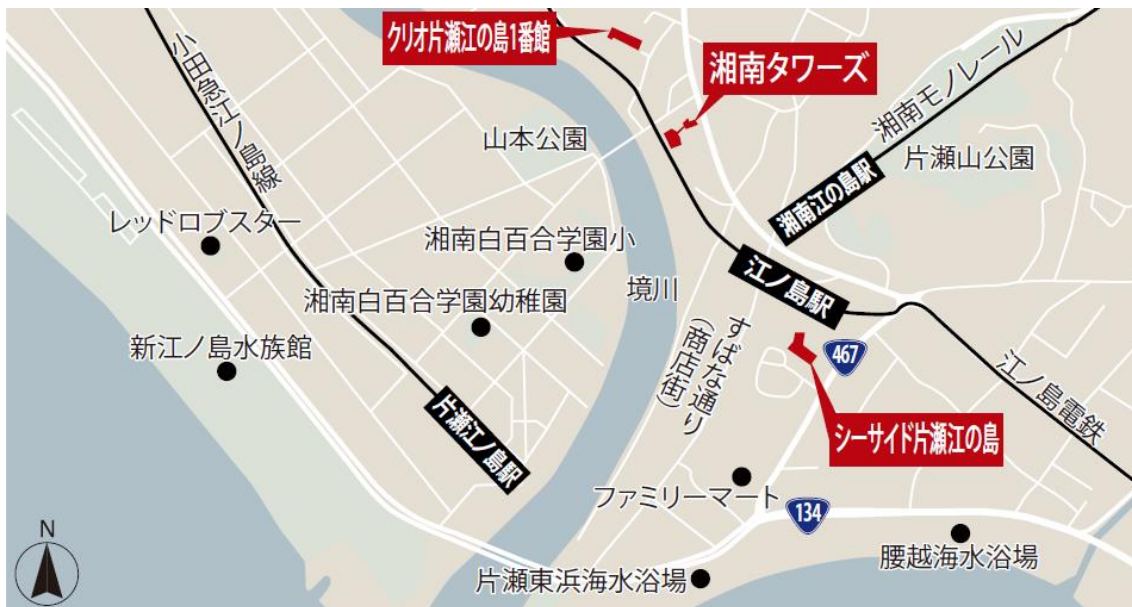 クリオ片瀬江の島1番館
湘南タワーズ
小田急江ノ島線
山本公園
湘南モノレール
片瀬山公園
湘南江の島駅
レッドロブスター
湘南白百合学園小
江ノ島駅
境川
湘南白百合学園幼稚園
すばな通り
(商店街)
新江ノ島水族館
467
江ノ島電鉄
片瀬江ノ島駅
シーサイド片瀬江の島
ファミリーマート
134
N
腰越海水浴場
片瀬東浜海水浴場